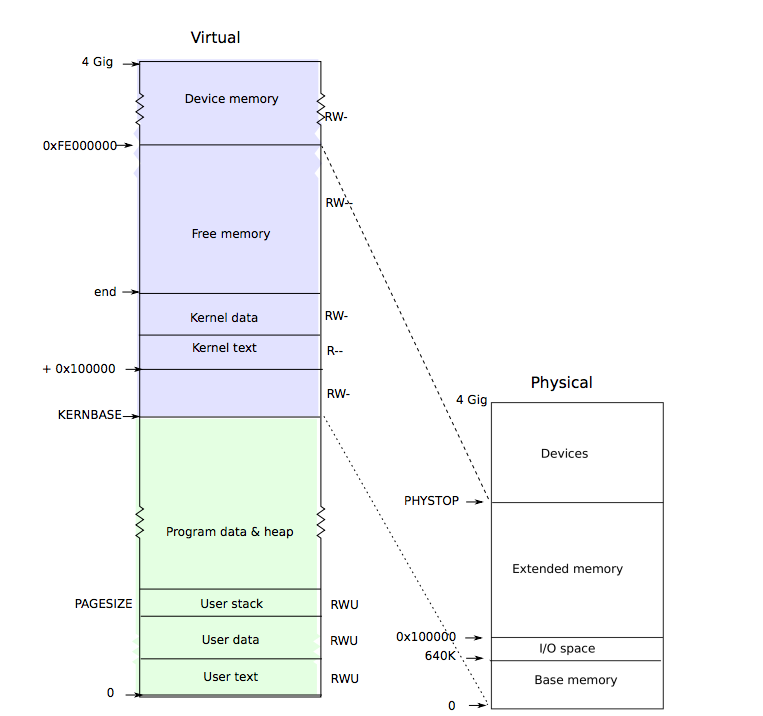 Virtual
4 Gig
Device memory
RW-
0xFE000000
RW--
Free memory
end
Kernel data
RW-
Kernel text
R--
+ 0x100000
RW-
KERNBASE
Program data & heap
PAGESIZE
User stack
RWU
User data
RWU
User text
RWU
0
Physical
4 Gig
Devices
PHYSTOP
Extended memory
0x100000
I/O space
640K
Base memory
0